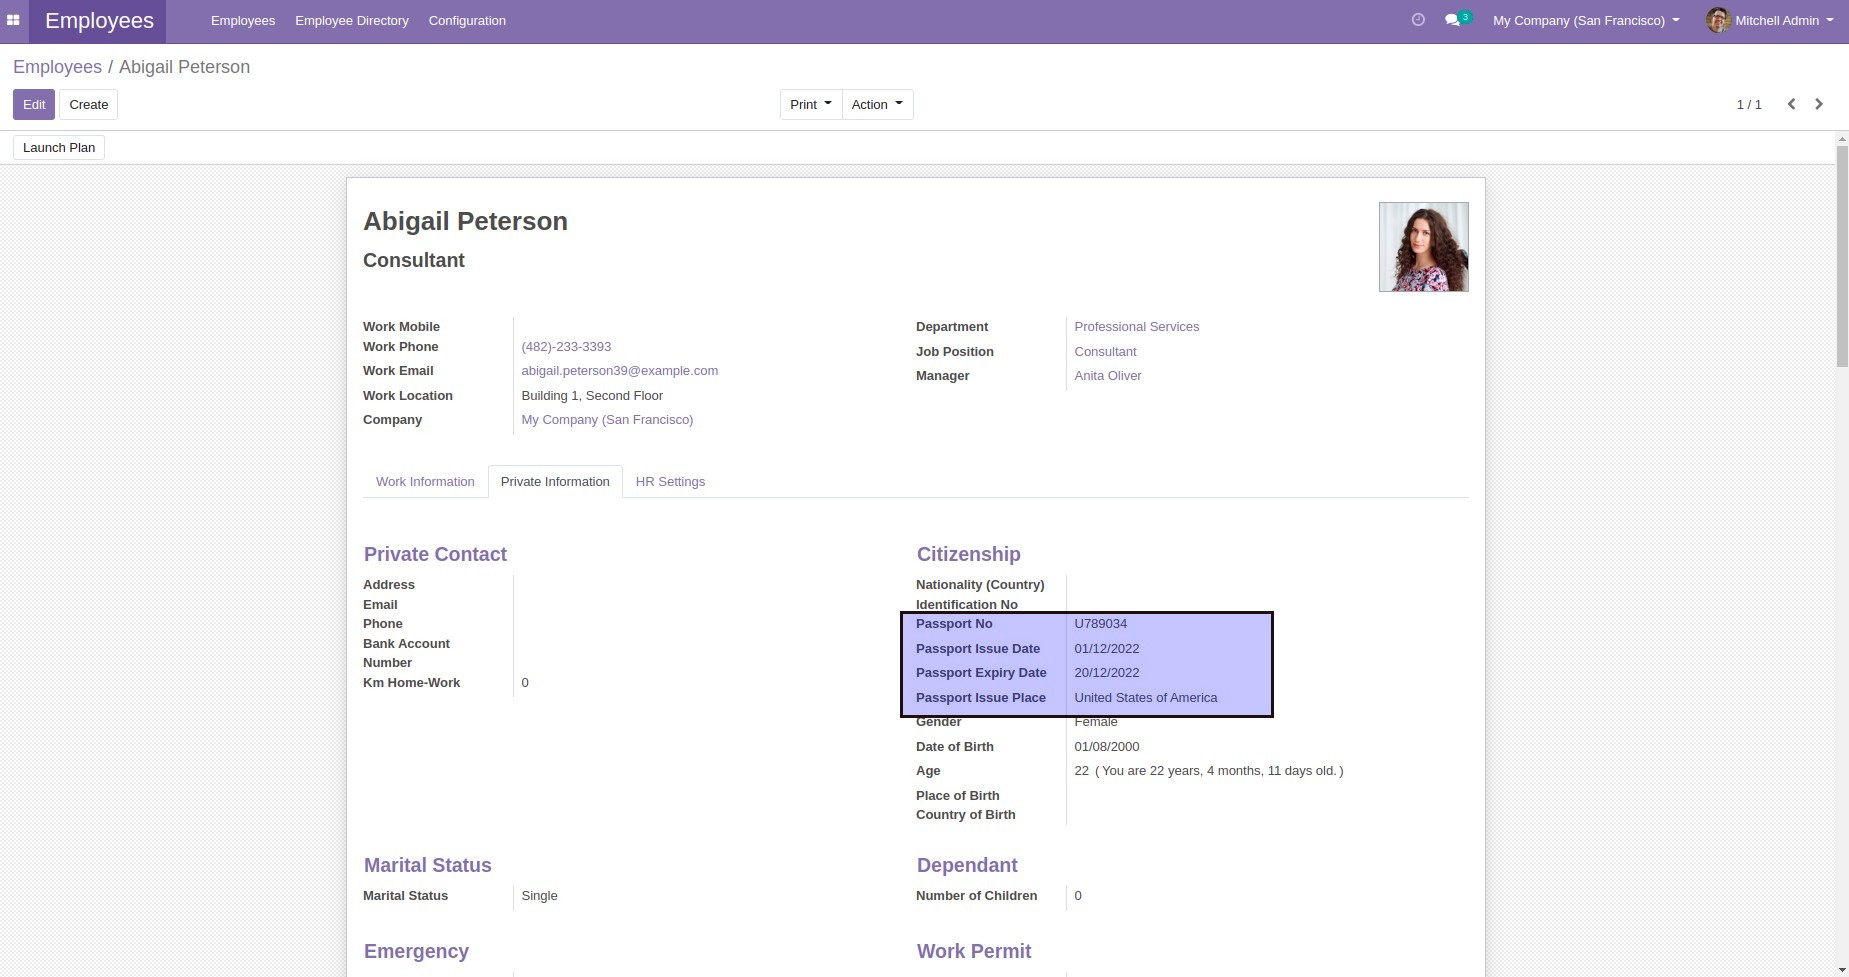 Employees Employees Employee Directory Configuration 3 My Company (San Francisco) Mitchell Admin
Employees / Abigail Peterson
Edit Create Print Action 1 / 1
Launch Plan
Abigail Peterson
Consultant
Work Mobile
Work Phone (482)-233-3393
Work Email abigail.peterson39@example.com
Work Location Building 1, Second Floor
Company My Company (San Francisco)
Department Professional Services
Job Position Consultant
Manager Anita Oliver
Work Information Private Information HR Settings
Private Contact
Address
Email
Phone
Bank Account
Number
Km Home-Work 0
Citizenship
Nationality (Country)
Identification No
Passport No U789034
Passport Issue Date 01/12/2022
Passport Expiry Date 20/12/2022
Passport Issue Place United States of America
Gender Female
Date of Birth 01/08/2000
Age 22 ( You are 22 years, 4 months, 11 days old. )
Place of Birth
Country of Birth
Marital Status
Marital Status Single
Dependant
Number of Children 0
Emergency
Work Permit